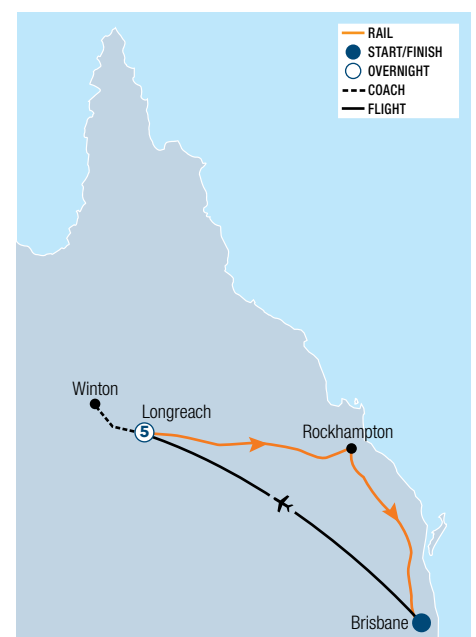 RAIL
START/FINISH
OVERNIGHT
COACH
FLIGHT
Winton
Longreach
5
Rockhampton
Brisbane